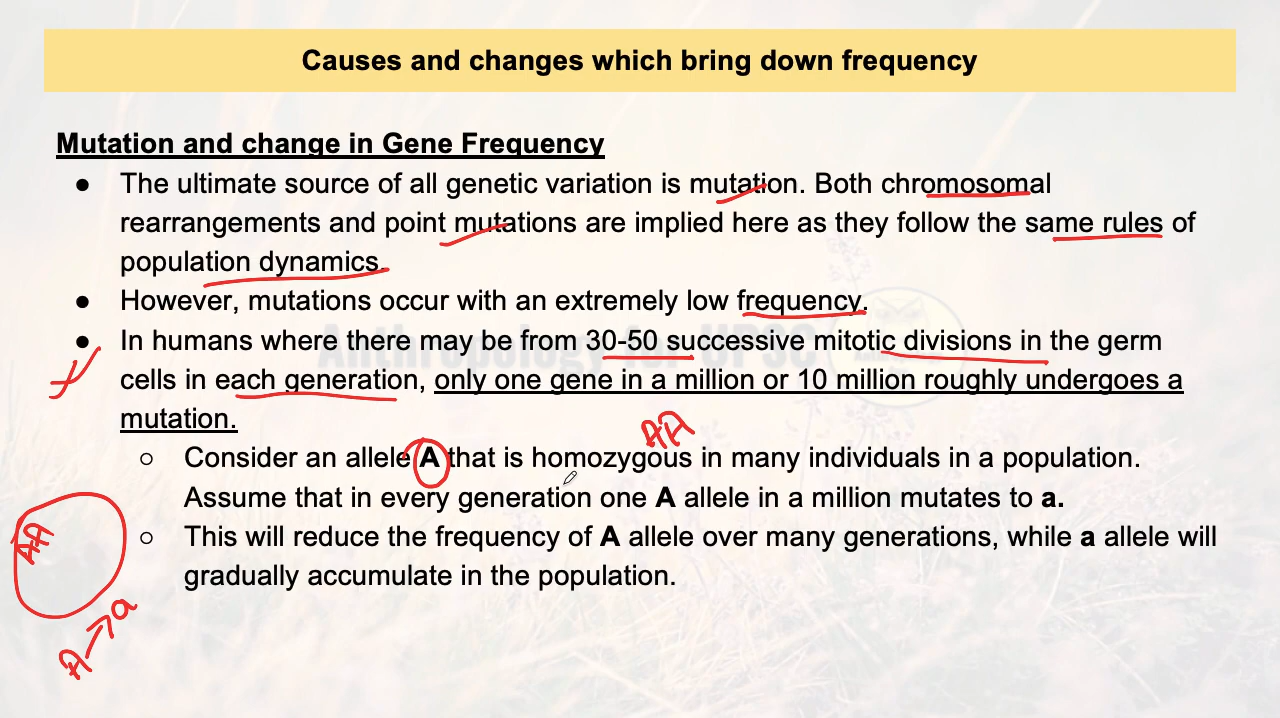 Causes and changes which bring down frequency
Mutation and change in Gene Frequency
● The ultimate source of all genetic variation is mutation. Both chromosomal
rearrangements and point mutations are implied here as they follow the same rules of
population dynamics.
● However, mutations occur with an extremely low frequency.
Anthropology for UPSC
● In humans where there may be from 30-50 successive mitotic divisions in the germ
cells in each generation, only one gene in a million or 10 million roughly undergoes a
mutation.
AA
○ Consider an allele A that is homozygous in many individuals in a population.
Assume that in every generation one A allele in a million mutates to a.
AA
○ This will reduce the frequency of A allele over many generations, while a allele will
gradually accumulate in the population.
A→a